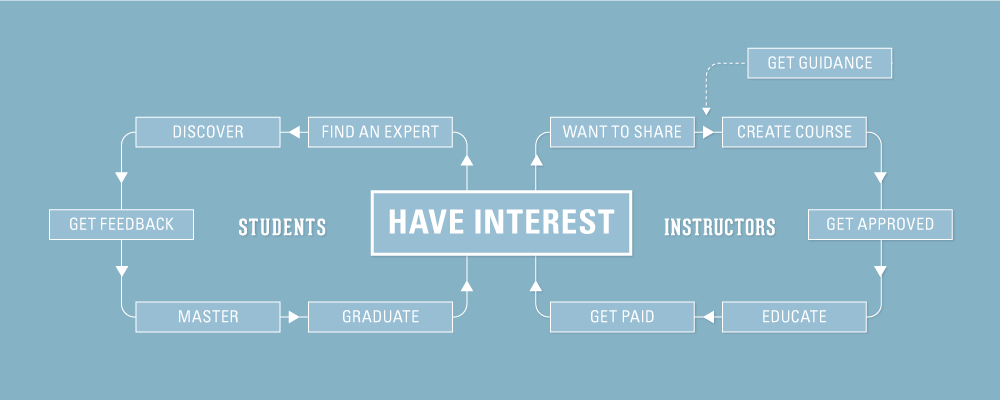 GET GUIDANCE
DISCOVER
FIND AN EXPERT
WANT TO SHARE
CREATE COURSE
GET FEEDBACK
STUDENTS
HAVE INTEREST
INSTRUCTORS
GET APPROVED
MASTER
GRADUATE
GET PAID
EDUCATE